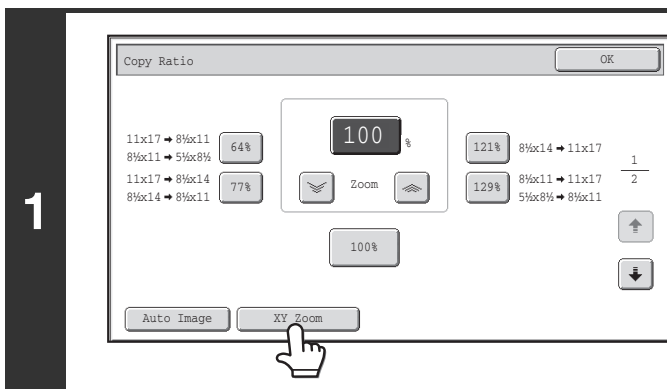 1
Copy Ratio
OK
11x17 → 8½x11
8½x11 → 5½x8½
64%
11x17 → 8½x14
8½x14 → 8½x11
77%
100 %
Zoom
100%
121%
8½x14 → 11x17
129%
8½x11 → 11x17
5½x8½ → 8½x11
1
2
Auto Image
XY Zoom